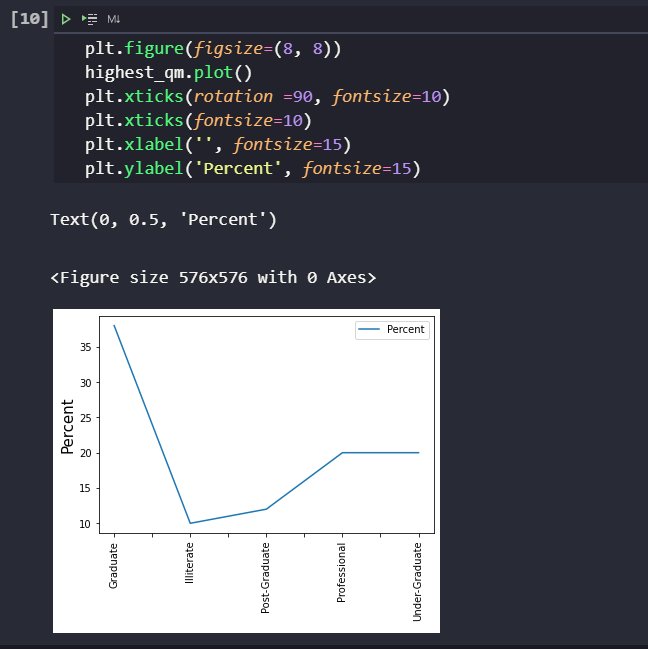 [10] M↓
plt.figure(figsize=(8, 8))
highest_qm.plot()
plt.xticks(rotation =90, fontsize=10)
plt.xticks(fontsize=10)
plt.xlabel('', fontsize=15)
plt.ylabel('Percent', fontsize=15)
Text(0, 0.5, 'Percent')
<Figure size 576x576 with 0 Axes>
Percent
35
30
25
20
15
10
Percent
Graduate
Illiterate
Post-Graduate
Professional
Under-Graduate